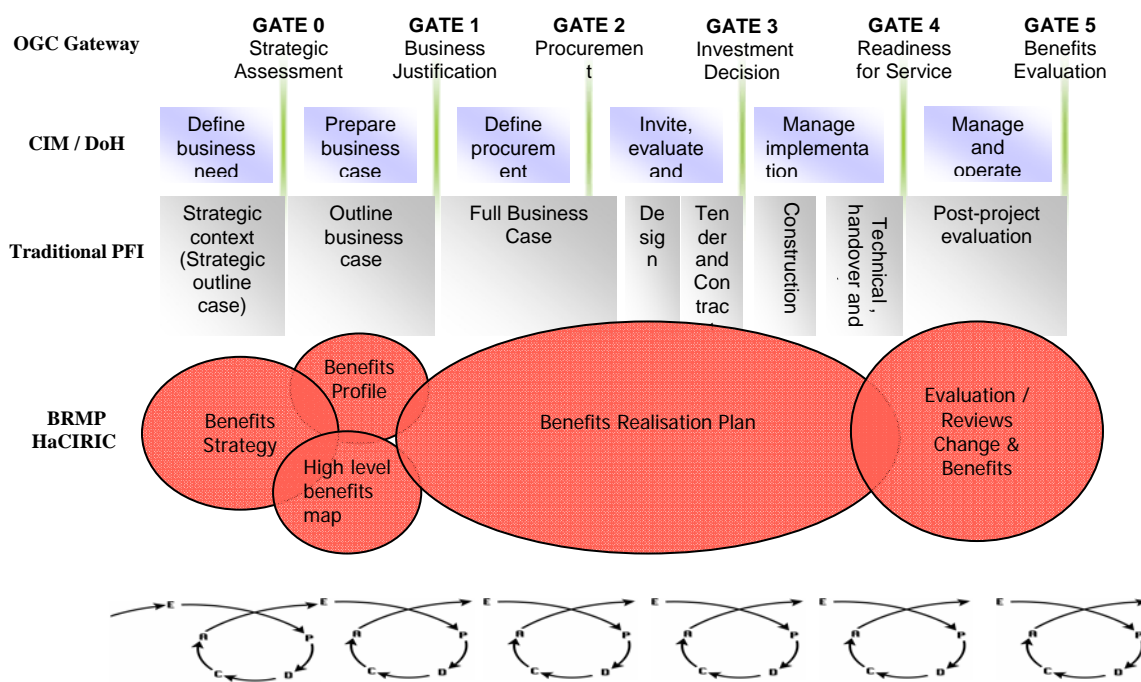 OGC Gateway
GATE 0
Strategic
Assessment
GATE 1
Business
Justification
GATE 2
Procuremen
t
GATE 3
Investment
Decision
GATE 4
Readiness
for Service
GATE 5
Benefits
Evaluation
CIM / DoH
Define
business
need
Prepare
business
case
Define
procurem
ent
Invite,
evaluate
and
Manage
implementa
tion
Manage
and
operate
Traditional PFI
Strategic
context
(Strategic
outline
case)
Outline
business
case
Full Business
Case
De
sig
n
Ten
der
and
Con
trac
Construction
Technical ,
handover and
Post-project
evaluation
BRMP
HaCIRIC
Benefits
Strategy
Benefits
Profile
High level
benefits
map
Benefits Realisation Plan
Evaluation /
Reviews
Change &
Benefits
E
A
P
C
D
E
A
P
C
D
E
A
P
C
D
E
A
P
C
D
E
A
P
C
D
E
A
P
C
D